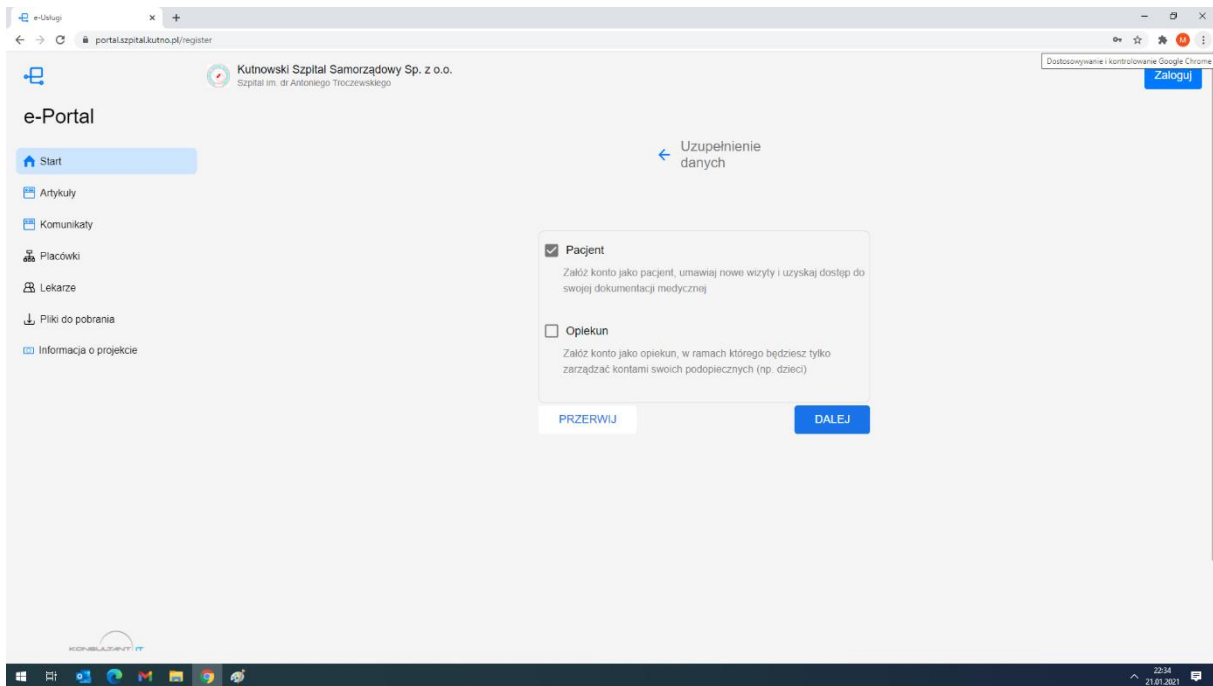 e-Usługi
portal.szpital.kutno.pl/register
M
Dostosowywanie i kontrolowanie Google Chrome
Kutnowski Szpital Samorządowy Sp. z o.o.
Szpital im. dr Antoniego Troczewskiego
Zaloguj
e-Portal
Start
Artykuły
Komunikaty
Placówki
Lekarze
Pliki do pobrania
Informacja o projekcie
Uzupełnienie
danych
Pacjent
Załóż konto jako pacjent, umawiaj nowe wizyty i uzyskaj dostęp do
swojej dokumentacji medycznej
Opiekun
Załóż konto jako opiekun, w ramach którego będziesz tylko
zarządzać kontami swoich podopiecznych (np. dzieci)
PRZERWIJ
DALEJ
KONSULTANT IT
22:34
21.01.2021